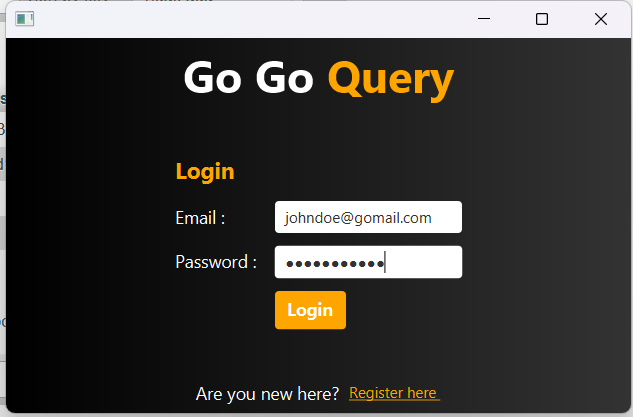 Go Go Query
Login
Email :
johndoe@gomail.com
Password :
●●●●●●●●●●●
Login
Are you new here? Register here